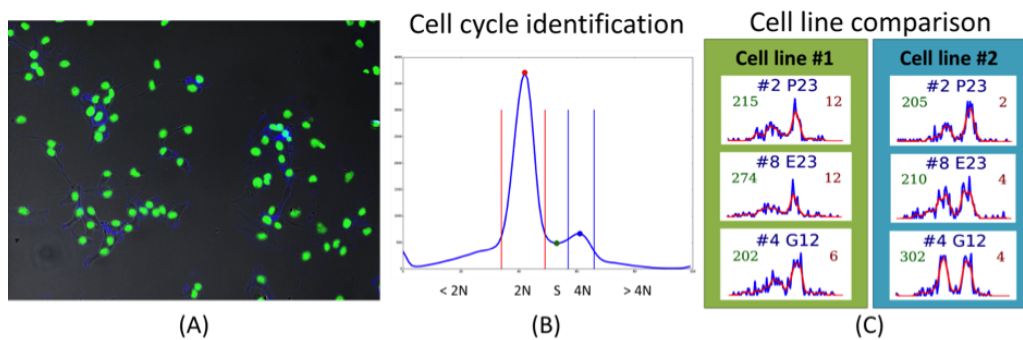 Cell cycle identification
Cell line comparison
Cell line #1
Cell line #2
#2 P23
215
12
#8 E23
274
12
#4 G12
202
6
#2 P23
205
2
#8 E23
210
4
#4 G12
302
4
< 2N
2N
S
4N
> 4N
(A)
(B)
(C)